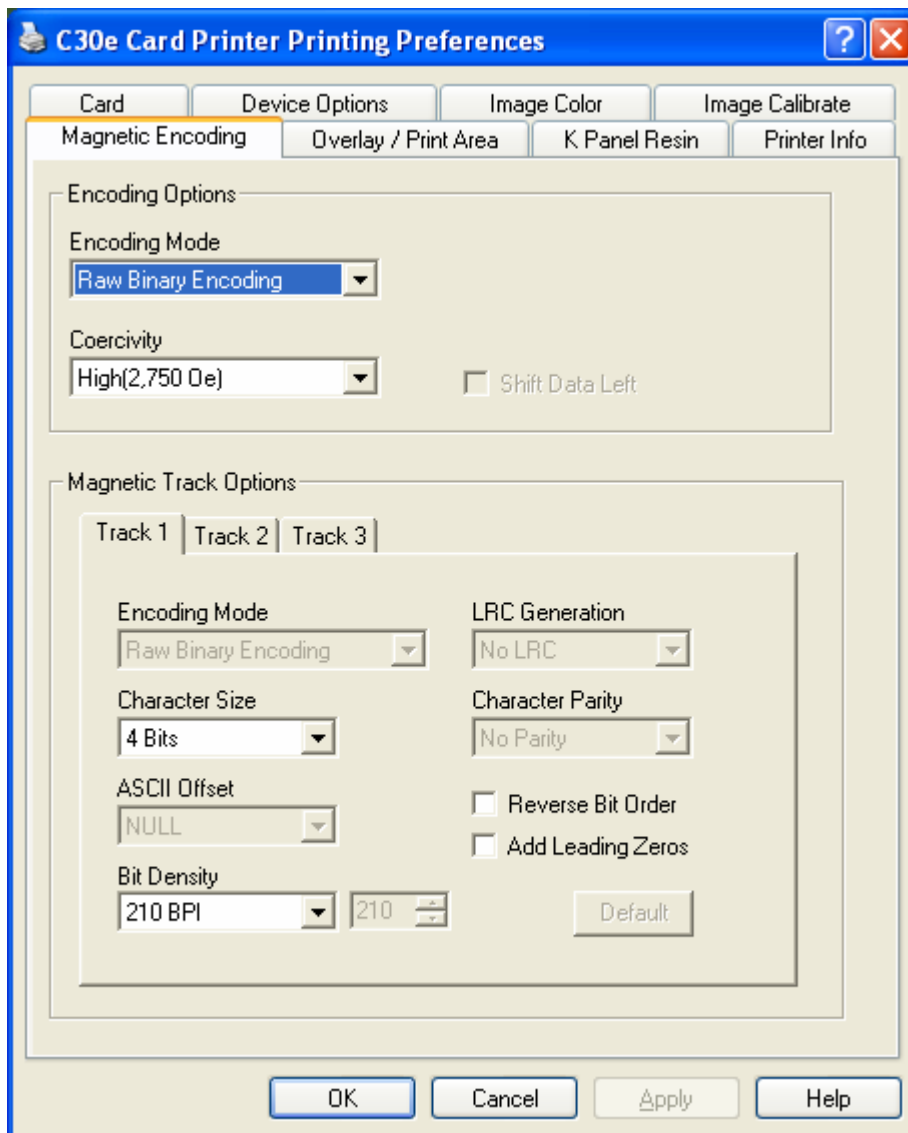 C30e Card Printer Printing Preferences
Card Device Options Image Color Image Calibrate
Magnetic Encoding Overlay / Print Area K Panel Resin Printer Info
Encoding Options
Encoding Mode
Raw Binary Encoding
Coercivity
High(2,750 Oe)
Shift Data Left
Magnetic Track Options
Track 1 Track 2 Track 3
Encoding Mode LRC Generation
Raw Binary Encoding No LRC
Character Size Character Parity
4 Bits No Parity
ASCII Offset
NULL
Reverse Bit Order
Add Leading Zeros
Bit Density
210 BPI 210 Default
OK Cancel Apply Help